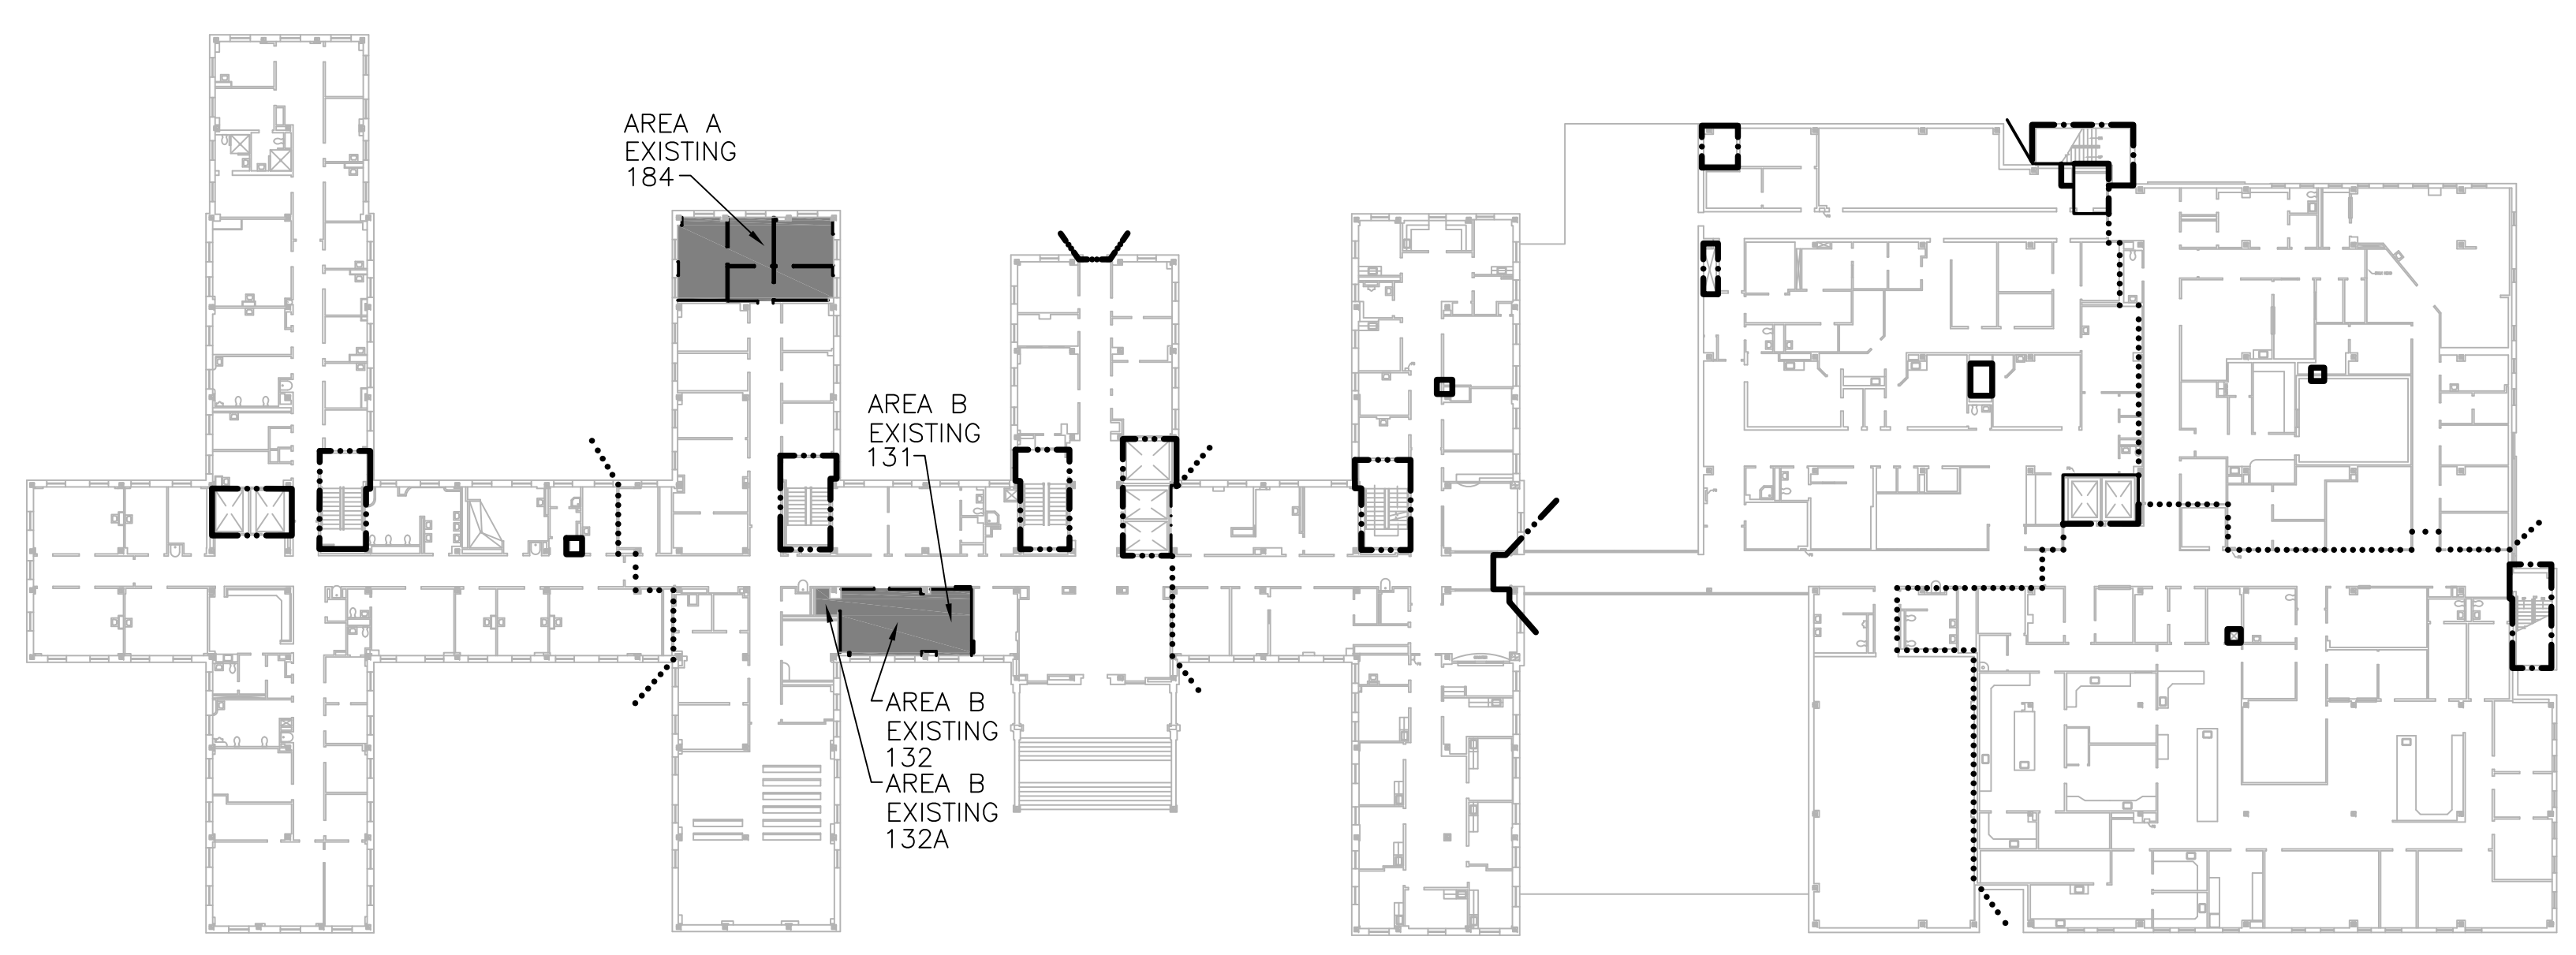 AREA A
EXISTING
184
AREA B
EXISTING
131
AREA B
EXISTING
132
AREA B
EXISTING
132A